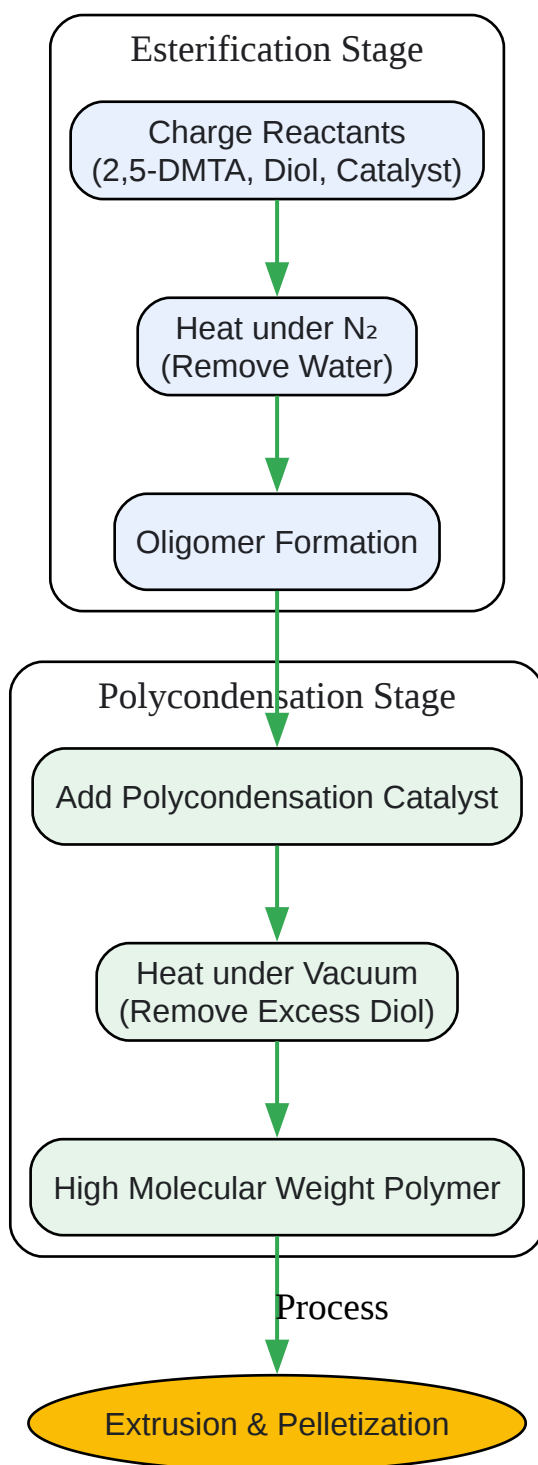 Esterification Stage
Charge Reactants
(2,5-DMTA, Diol, Catalyst)
Heat under N₂
(Remove Water)
Oligomer Formation
Polycondensation Stage
Add Polycondensation Catalyst
Heat under Vacuum
(Remove Excess Diol)
High Molecular Weight Polymer
Process
Extrusion & Pelletization